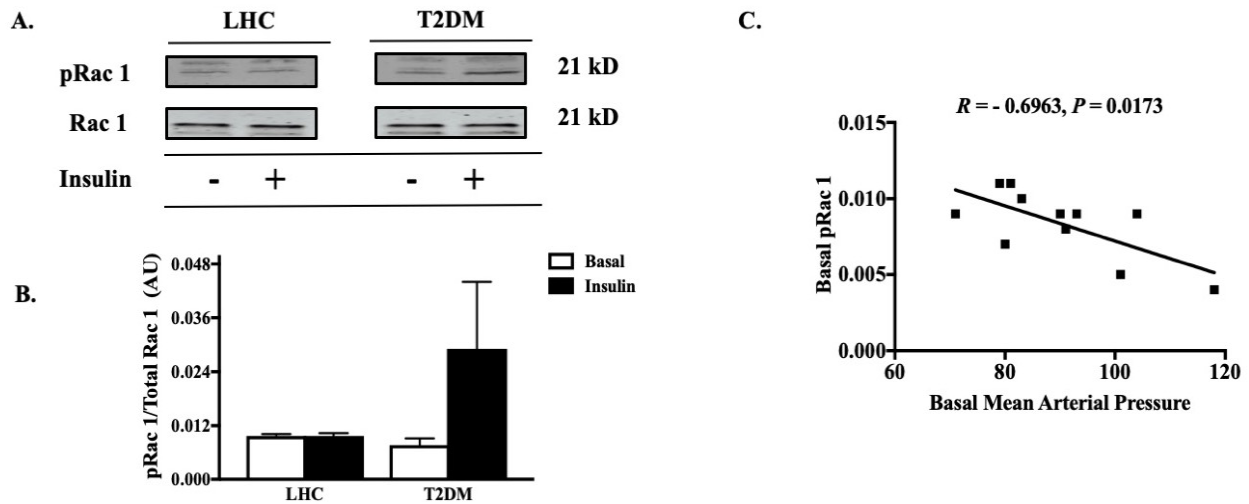 A.
LHC
T2DM
pRac 1
21 kD
Rac 1
21 kD
Insulin
- + - +
B.
pRac 1/Total Rac 1 (AU)
0.048
0.036
0.024
0.012
0.000
LHC
T2DM
Basal
Insulin
C.
R = - 0.6963, P = 0.0173
Basal pRac 1
0.015
0.010
0.005
0.000
60 80 100 120
Basal Mean Arterial Pressure